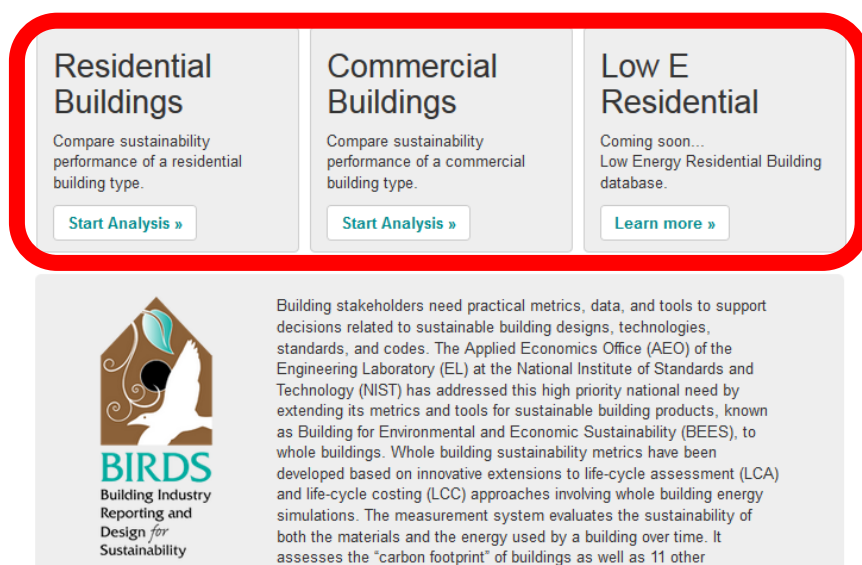 Residential
Buildings
Compare sustainability
performance of a residential
building type.
Start Analysis »
Commercial
Buildings
Compare sustainability
performance of a commercial
building type.
Start Analysis »
Low E
Residential
Coming soon...
Low Energy Residential Building
database.
Learn more »
BIRDS
Building Industry
Reporting and
Design for
Sustainability
Building stakeholders need practical metrics, data, and tools to support
decisions related to sustainable building designs, technologies,
standards, and codes. The Applied Economics Office (AEO) of the
Engineering Laboratory (EL) at the National Institute of Standards and
Technology (NIST) has addressed this high priority national need by
extending its metrics and tools for sustainable building products, known
as Building for Environmental and Economic Sustainability (BEES), to
whole buildings. Whole building sustainability metrics have been
developed based on innovative extensions to life-cycle assessment (LCA)
and life-cycle costing (LCC) approaches involving whole building energy
simulations. The measurement system evaluates the sustainability of
both the materials and the energy used by a building over time. It
assesses the “carbon footprint” of buildings as well as 11 other